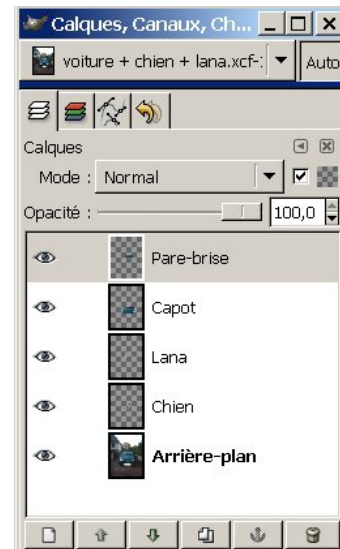 Calques, Canaux, Ch...
voiture + chien + lana.xcf-:
Auto
Calques
Mode : Normal
Opacité : 100,0
Pare-brise
Capot
Lana
Chien
Arrière-plan